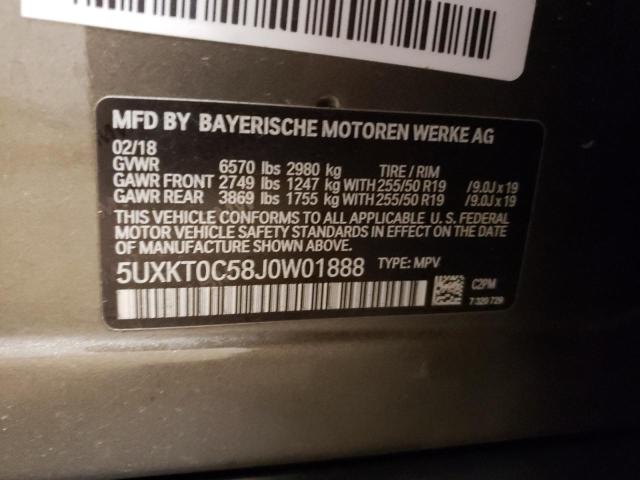 MFD BY BAYERISCHE MOTOREN WERKE AG
02/18
GVWR 6570 lbs 2980 kg TIRE / RIM
GAWR FRONT 2749 lbs 1247 kg WITH 255/50 R19 /9.0J x 19
GAWR REAR 3869 lbs 1755 kg WITH 255/50 R19 /9.0J x 19
THIS VEHICLE CONFORMS TO ALL APPLICABLE U. S. FEDERAL
MOTOR VEHICLE SAFETY STANDARDS IN EFFECT ON THE
DATE OF MANUFACTURE SHOWN ABOVE.
5UXKT0C58J0W01888 TYPE: MPV
C2PM
7 320 729